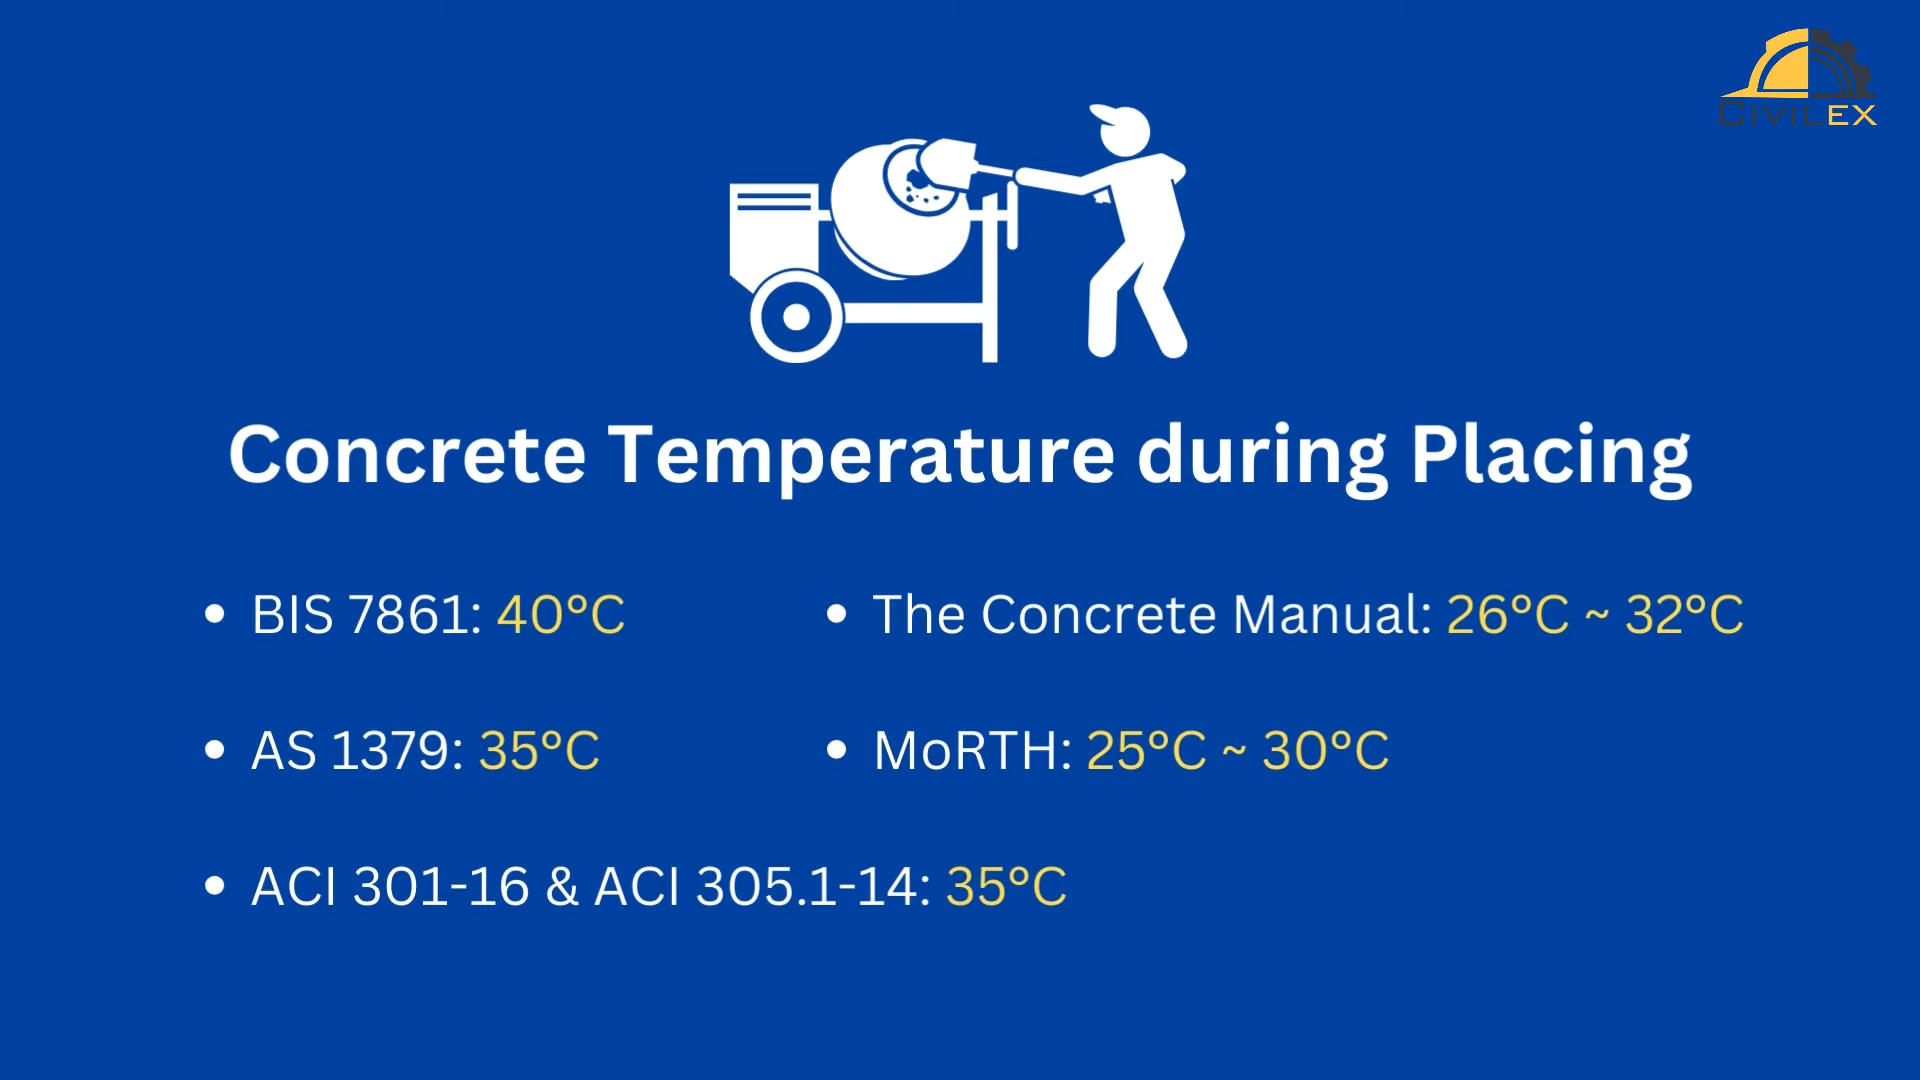 CIVILEX
Concrete Temperature during Placing
• BIS 7861: 40°C
• The Concrete Manual: 26°C ~ 32°C
• AS 1379: 35°C
• MoRTH: 25°C ~ 30°C
• ACI 301-16 & ACI 305.1-14: 35°C